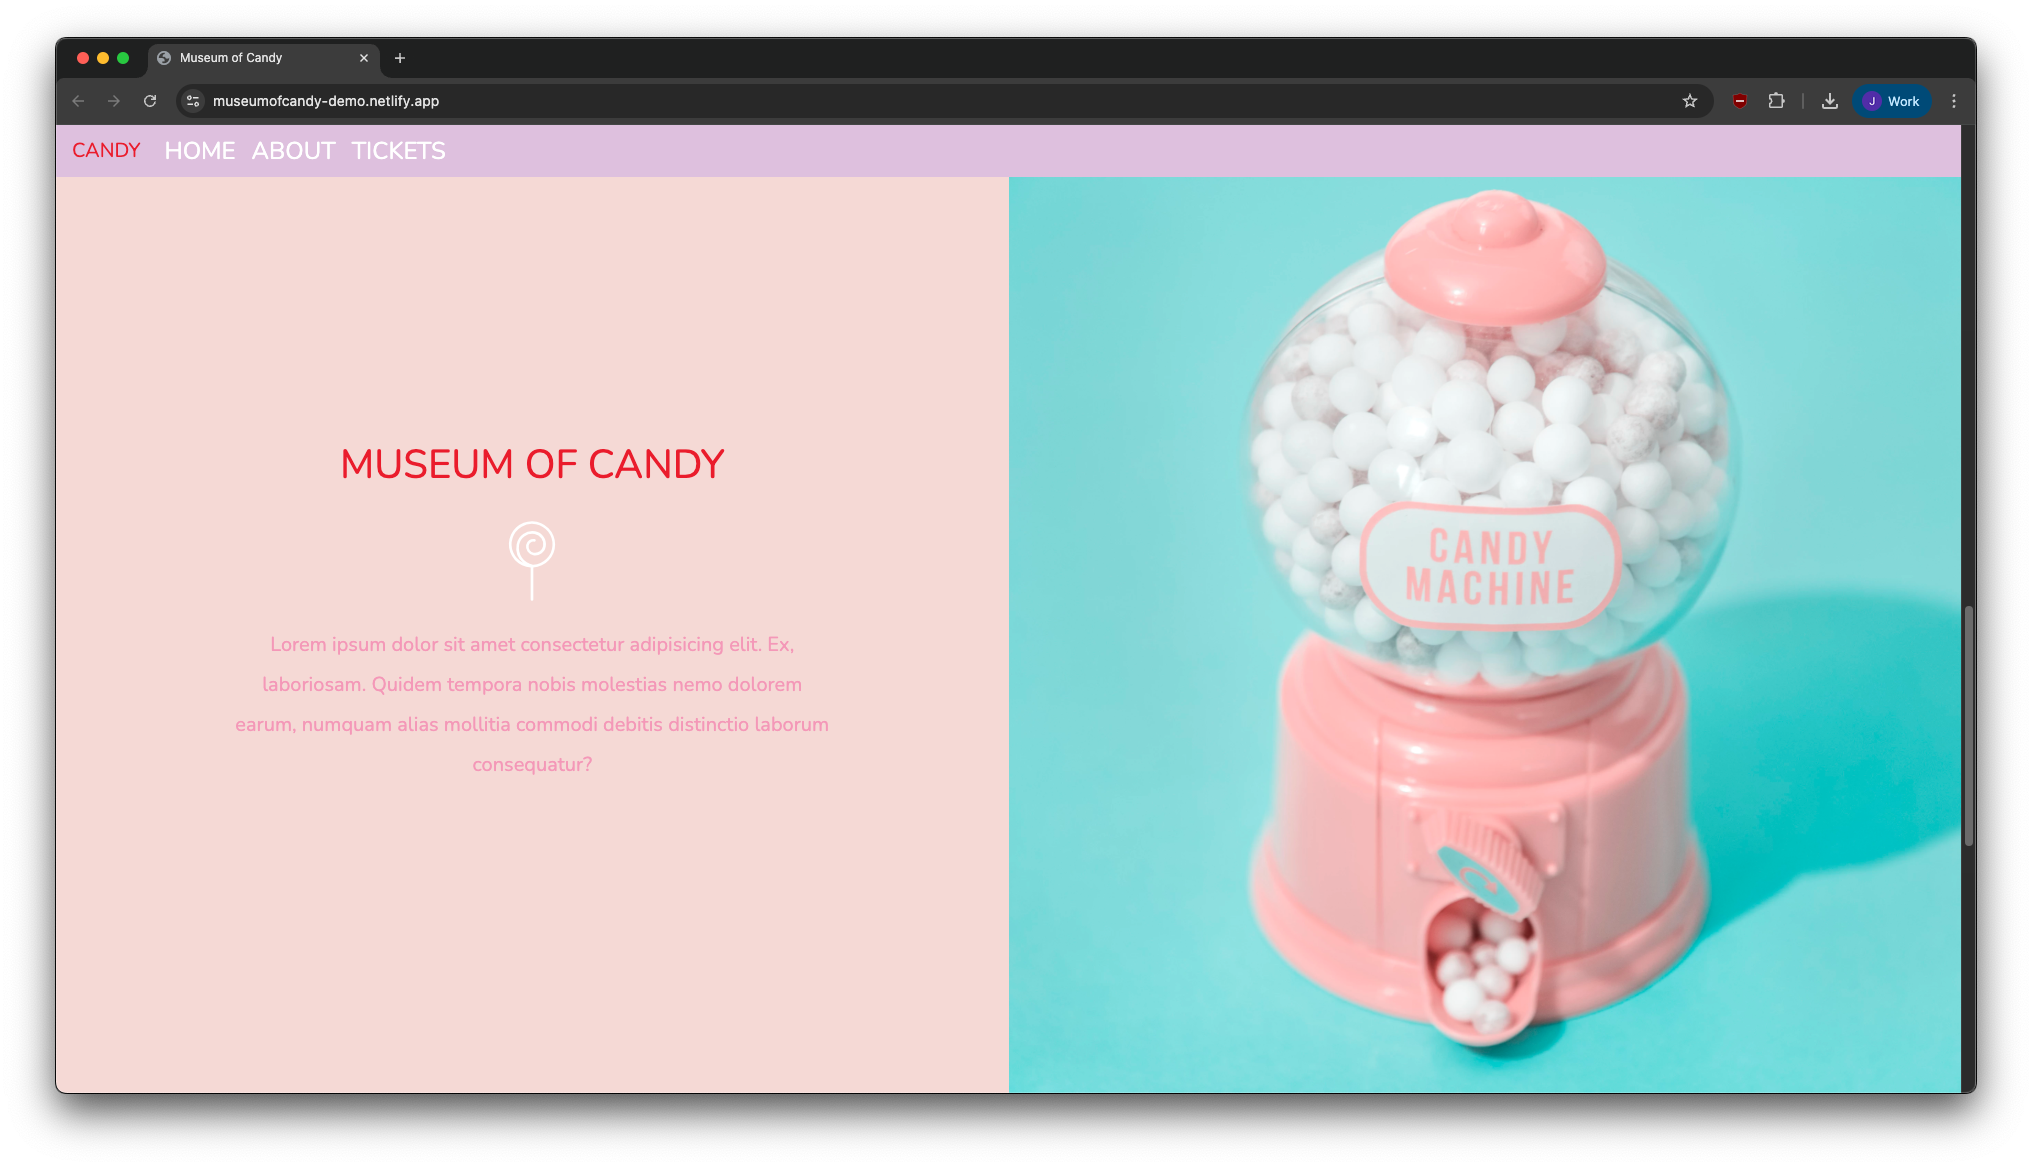 Museum of Candy
museumofcandy-demo.netlify.app
J Work
CANDY HOME ABOUT TICKETS
MUSEUM OF CANDY
Lorem ipsum dolor sit amet consectetur adipisicing elit. Ex,
laboriosam. Quidem tempora nobis molestias nemo dolorem
earum, numquam alias mollitia commodi debitis distinctio laborum
consequatur?
CANDY
MACHINE